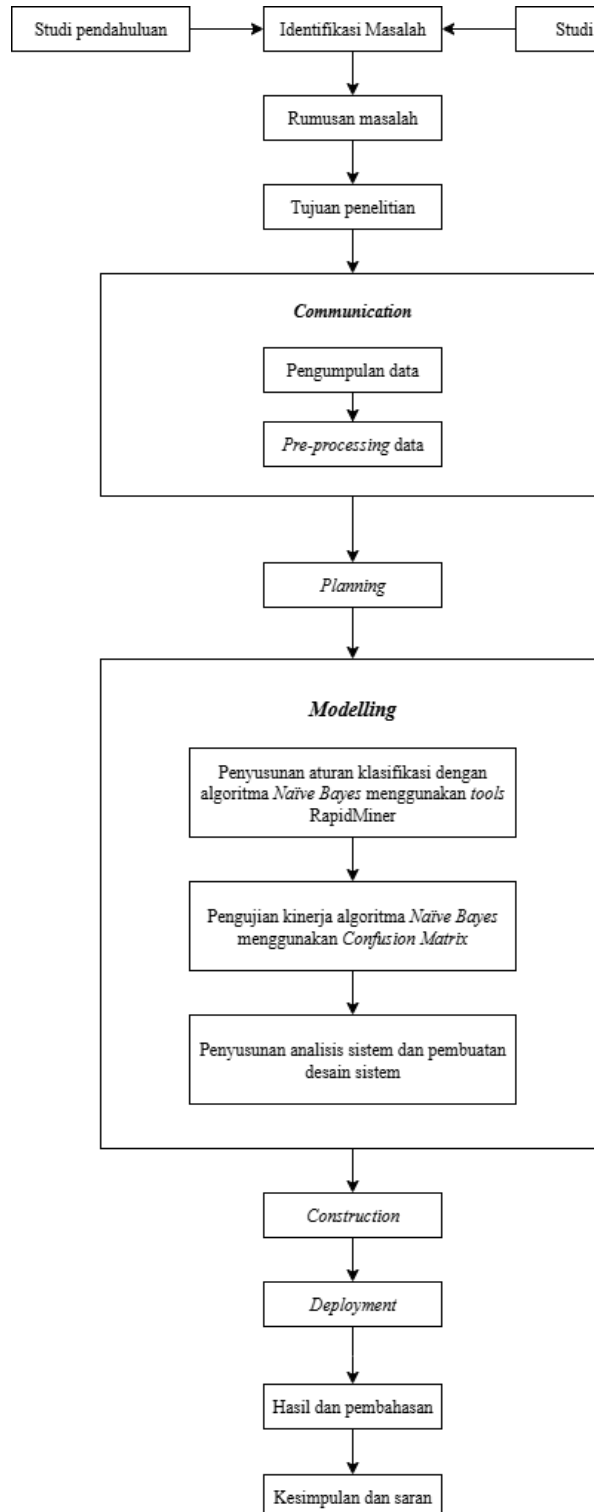 Studi pendahuluan
Identifikasi Masalah
Studi
Rumusan masalah
Tujuan penelitian
Communication
Pengumpulan data
Pre-processing data
Planning
Modelling
Penyusunan aturan klasifikasi dengan
algoritma Naïve Bayes menggunakan tools
RapidMiner
Pengujian kinerja algoritma Naïve Bayes
menggunakan Confusion Matrix
Penyusunan analisis sistem dan pembuatan
desain sistem
Construction
Deployment
Hasil dan pembahasan
Kesimpulan dan saran